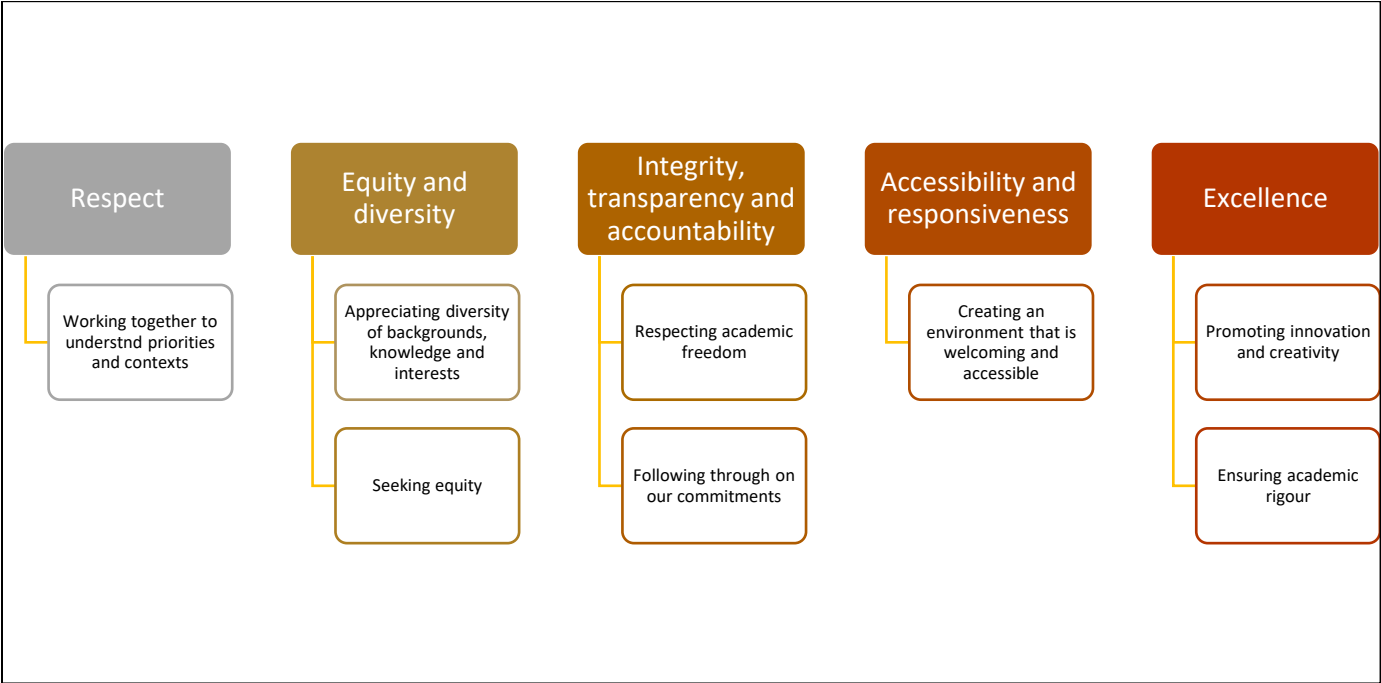 Respect
Working together to
understnd priorities
and contexts
Equity and
diversity
Appreciating diversity
of backgrounds,
knowledge and
interests
Seeking equity
Integrity,
transparency and
accountability
Respecting academic
freedom
Following through on
our commitments
Accessibility and
responsiveness
Creating an
environment that is
welcoming and
accessible
Excellence
Promoting innovation
and creativity
Ensuring academic
rigour